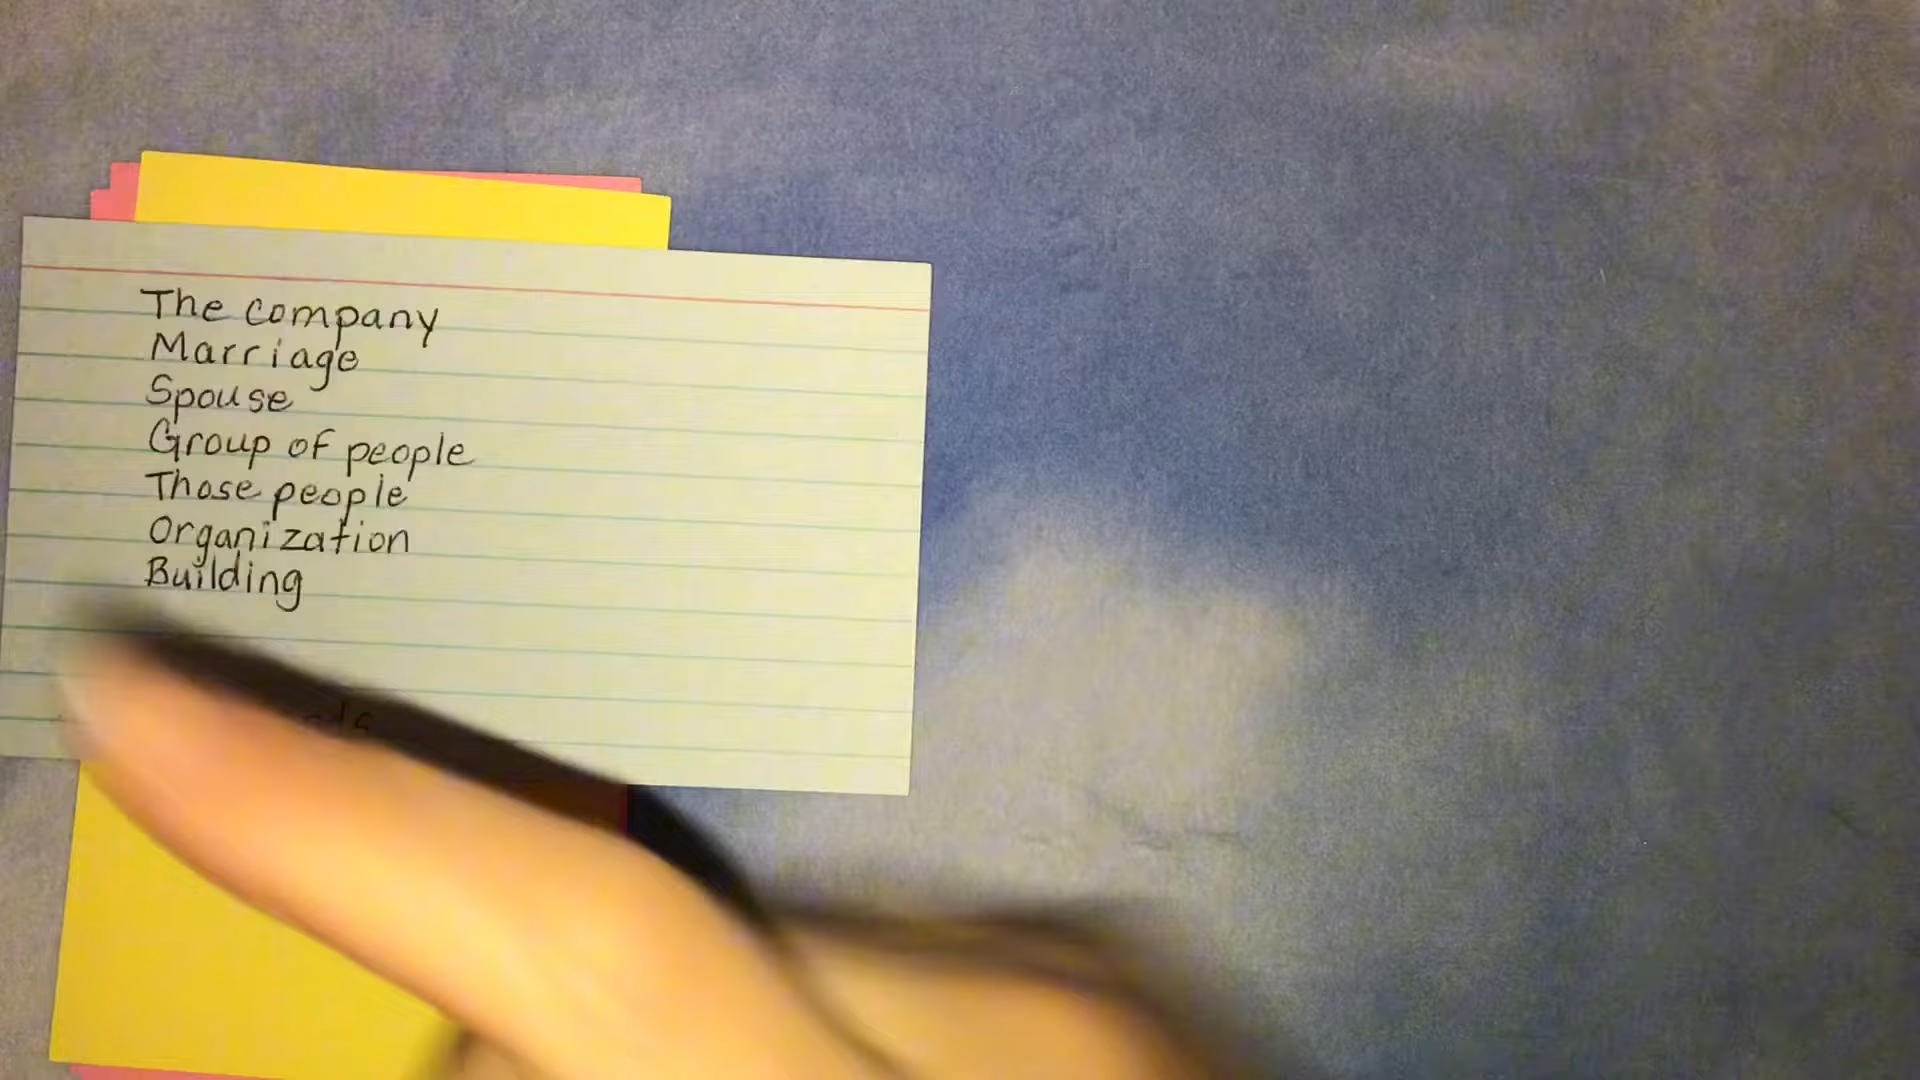 The company
Marriage
Spouse
Group of people
Those people
Organization
Building